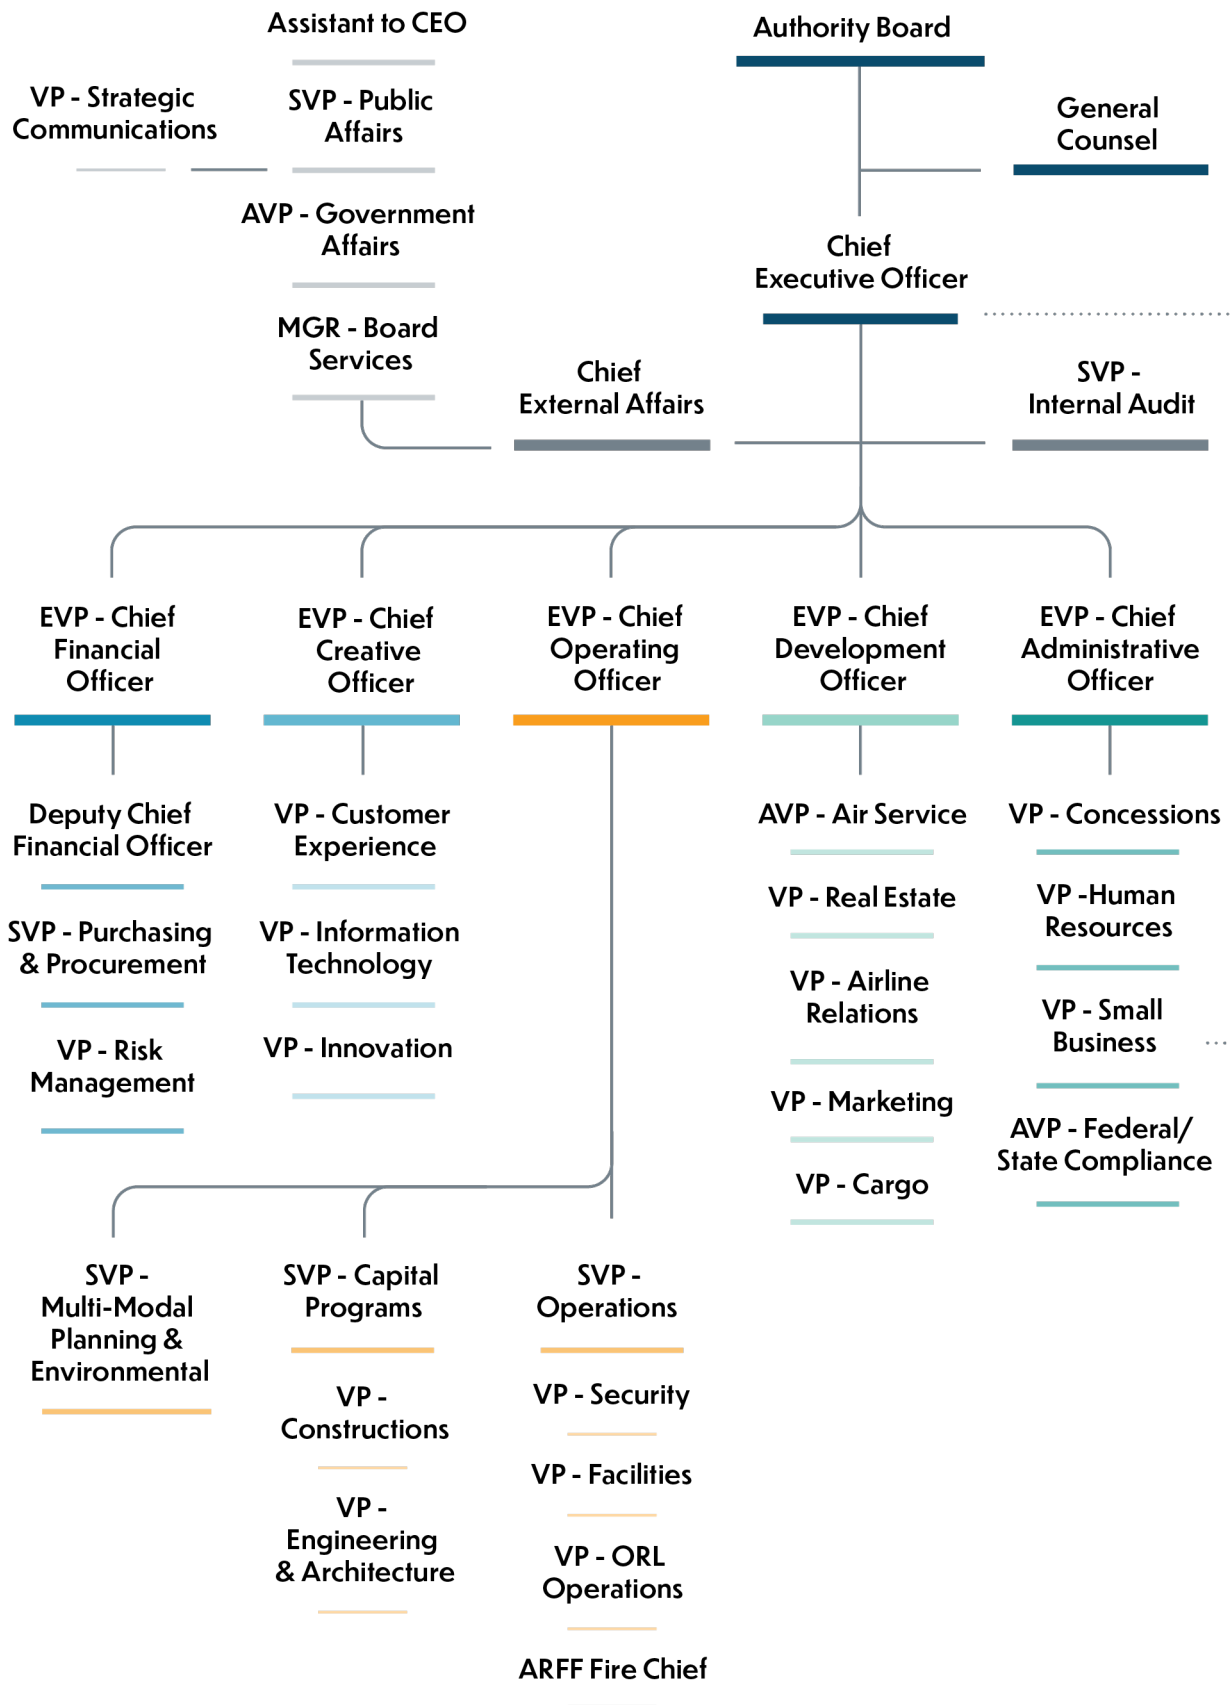 Assistant to CEO
Authority Board
VP - Strategic
Communications
SVP - Public
Affairs
General
Counsel
AVP - Government
Affairs
Chief
Executive Officer
MGR - Board
Services
Chief
External Affairs
SVP -
Internal Audit
EVP - Chief
Financial
Officer
EVP - Chief
Creative
Officer
EVP - Chief
Operating
Officer
EVP - Chief
Development
Officer
EVP - Chief
Administrative
Officer
Deputy Chief
Financial Officer
SVP - Purchasing
& Procurement
VP - Risk
Management
VP - Customer
Experience
VP - Information
Technology
VP - Innovation
AVP - Air Service
VP - Real Estate
VP - Airline
Relations
VP - Marketing
VP - Cargo
VP - Concessions
VP -Human
Resources
VP - Small
Business
AVP - Federal/
State Compliance
SVP -
Multi-Modal
Planning &
Environmental
SVP - Capital
Programs
VP -
Constructions
VP -
Engineering
& Architecture
SVP -
Operations
VP - Security
VP - Facilities
VP - ORL
Operations
ARFF Fire Chief